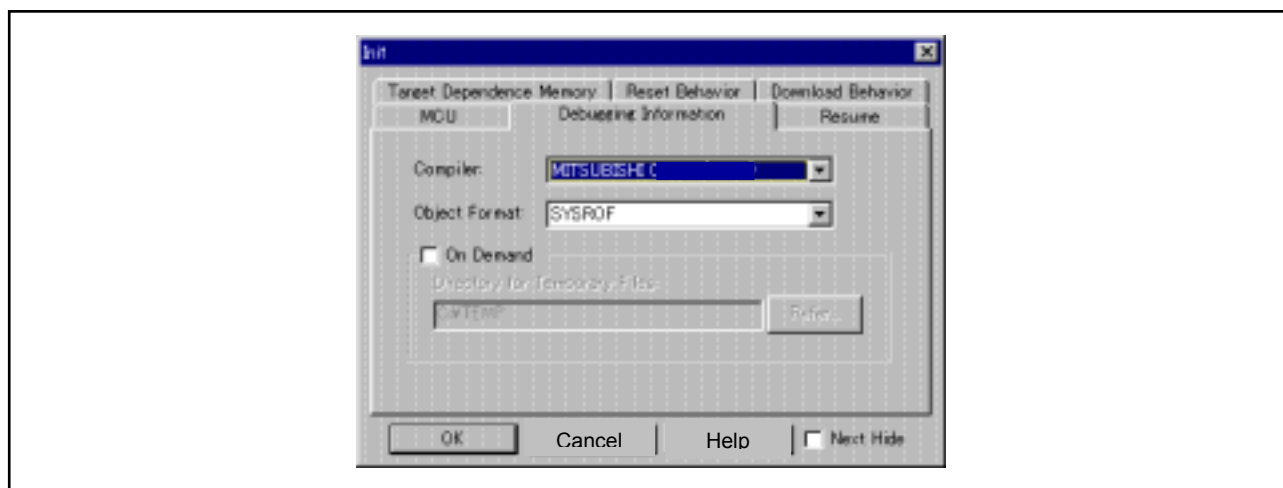 Init
Target Dependence Memory Reset Behavior Download Behavior
MCU Debugging Information Resume
Compiler: MITSUBISHI C
Object Format: SYSROF
On Demand
Directory for Temporary Files:
C:¥TEMP Refer...
OK Cancel Help Next Hide